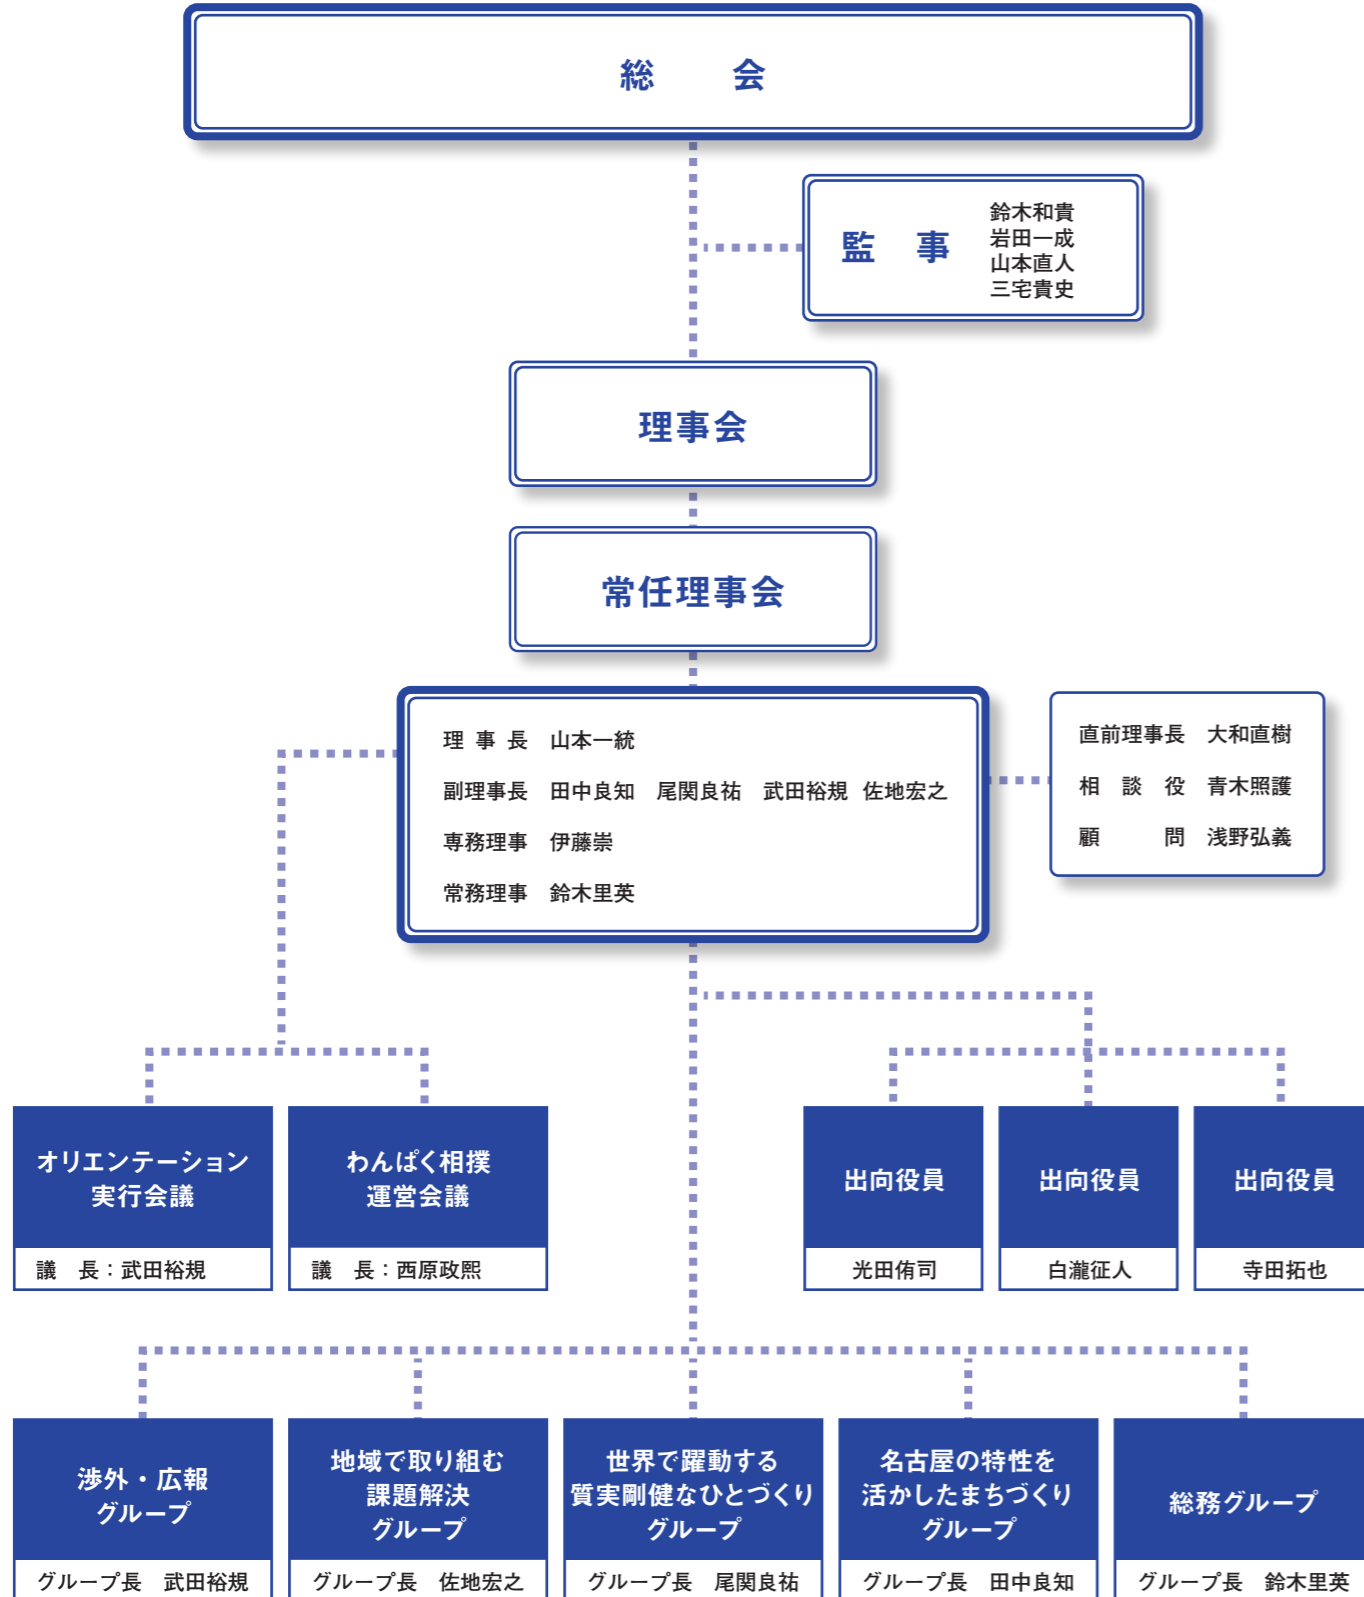 総　会
監　事
鈴木和貴
岩田一成
山本直人
三宅貴史
理事会
常任理事会
理 事 長　山本一統
副理事長　田中良知　尾関良祐　武田裕規　佐地宏之
専務理事　伊藤崇
常務理事　鈴木里英
直前理事長　大和直樹
相　談　役　青木照護
顧　　　問　浅野弘義
オリエンテーション
実行会議
議　長：武田裕規
わんぱく相撲
運営会議
議　長：西原政熙
出向役員
光田侑司
出向役員
白瀧征人
出向役員
寺田拓也
渉外・広報
グループ
グループ長　武田裕規
地域で取り組む
課題解決
グループ
グループ長　佐地宏之
世界で躍動する
質実剛健なひとづくり
グループ
グループ長　尾関良祐
名古屋の特性を
活かしたまちづくり
グループ
グループ長　田中良知
総務グループ
グループ長　鈴木里英